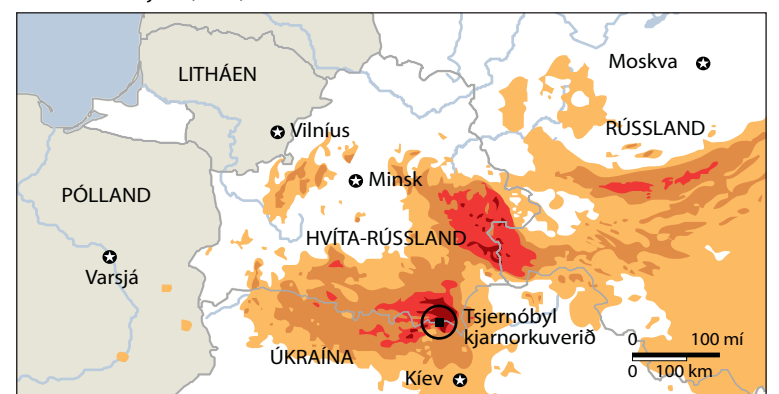 Moskva
LITHÁEN
RÚSSLAND
Vilníus
Minsk
PÓLLAND
HVÍTA-RÚSSLAND
Varsjá
Tsjernóbyl
kjarnorkuverið
0 100 mí
ÚKRAÍNA
0 100 km
Kíev